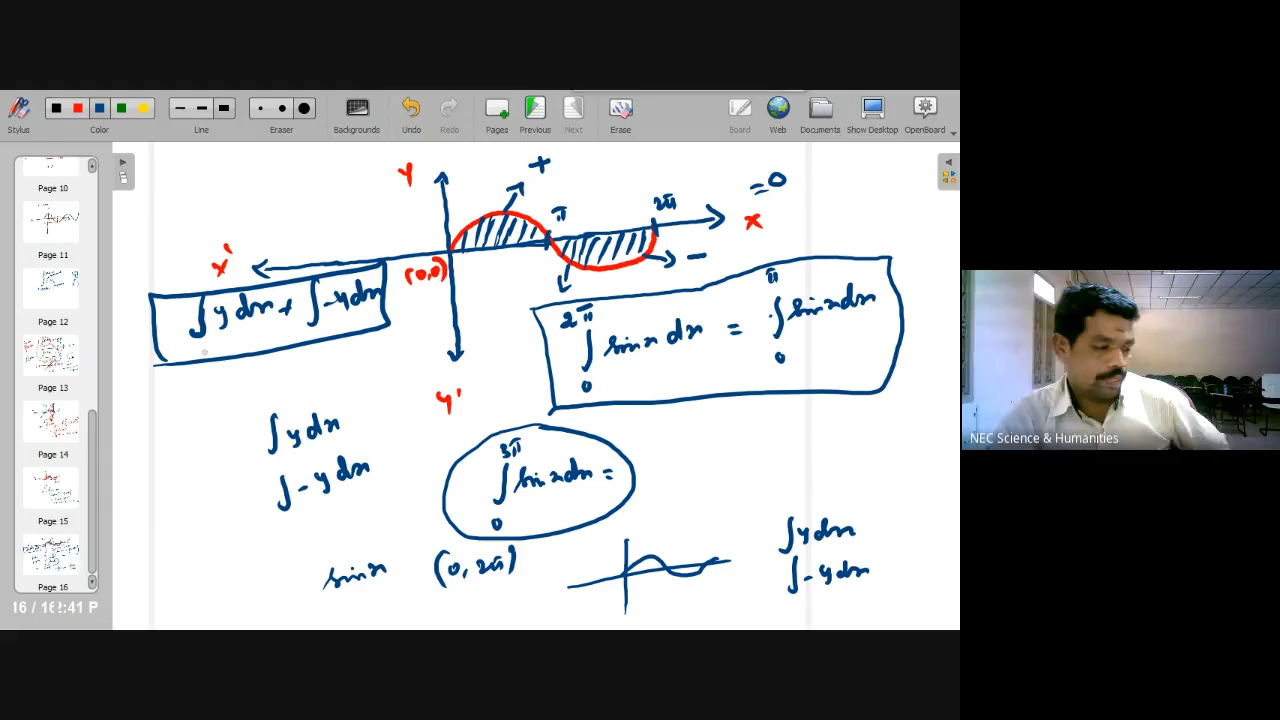 Stylus Color Line Eraser Backgrounds Undo Redo Pages Previous Next Erase Board Web Documents Show Desktop OpenBoard
Page 10
Page 11
Page 12
Page 13
Page 14
Page 15
Page 16
Y
+
= 0
π
2π
X
X'
(0,0)
−
∫ y dx + ∫ -y dx
2π π
∫ sin x dx = ∫ sin x dx
0 0
Y'
∫ y dx
∫ - y dx
3π
∫ sin x dx =
0
sin x (0, 2π)
∫ y dx
∫ - y dx
NEC Science & Humanities